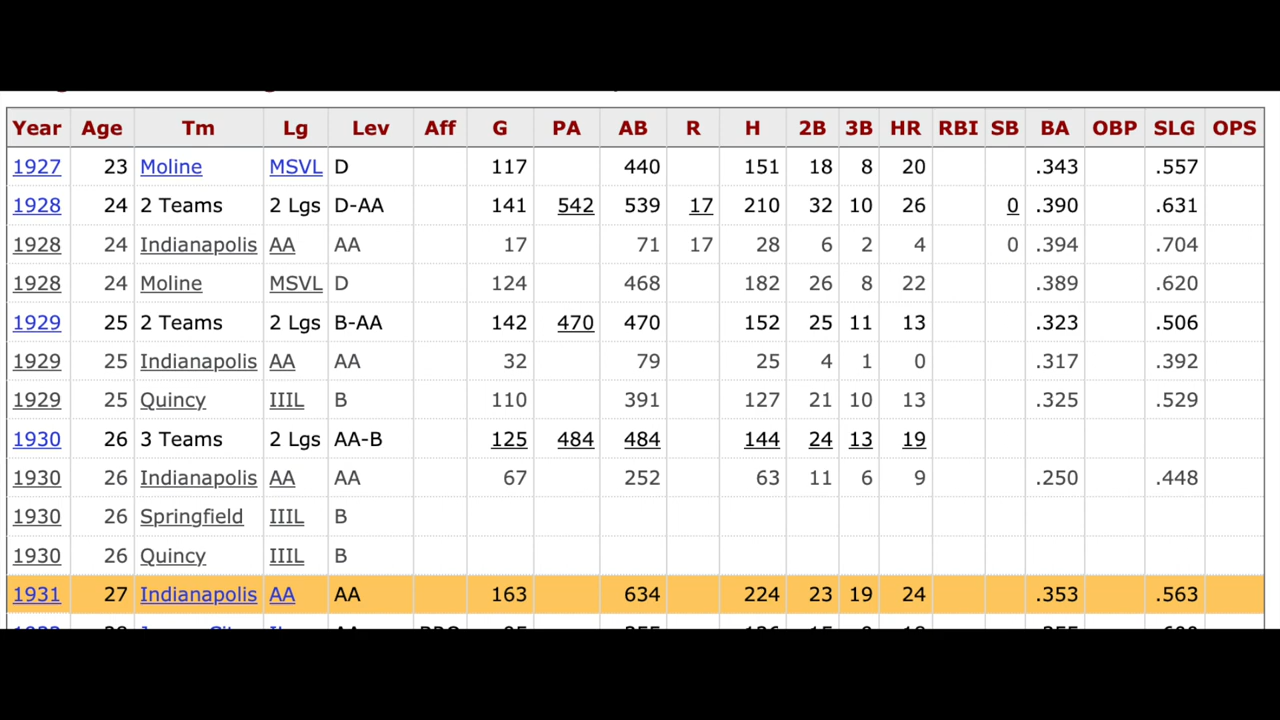 Year Age Tm Lg Lev Aff G PA AB R H 2B 3B HR RBI SB BA OBP SLG OPS
1927 23 Moline MSVL D 117 440 151 18 8 20 .343 .557
1928 24 2 Teams 2 Lgs D-AA 141 542 539 17 210 32 10 26 0 .390 .631
1928 24 Indianapolis AA AA 17 71 17 28 6 2 4 0 .394 .704
1928 24 Moline MSVL D 124 468 182 26 8 22 .389 .620
1929 25 2 Teams 2 Lgs B-AA 142 470 470 152 25 11 13 .323 .506
1929 25 Indianapolis AA AA 32 79 25 4 1 0 .317 .392
1929 25 Quincy IIIL B 110 391 127 21 10 13 .325 .529
1930 26 3 Teams 2 Lgs AA-B 125 484 484 144 24 13 19
1930 26 Indianapolis AA AA 67 252 63 11 6 9 .250 .448
1930 26 Springfield IIIL B
1930 26 Quincy IIIL B
1931 27 Indianapolis AA AA 163 634 224 23 19 24 .353 .563